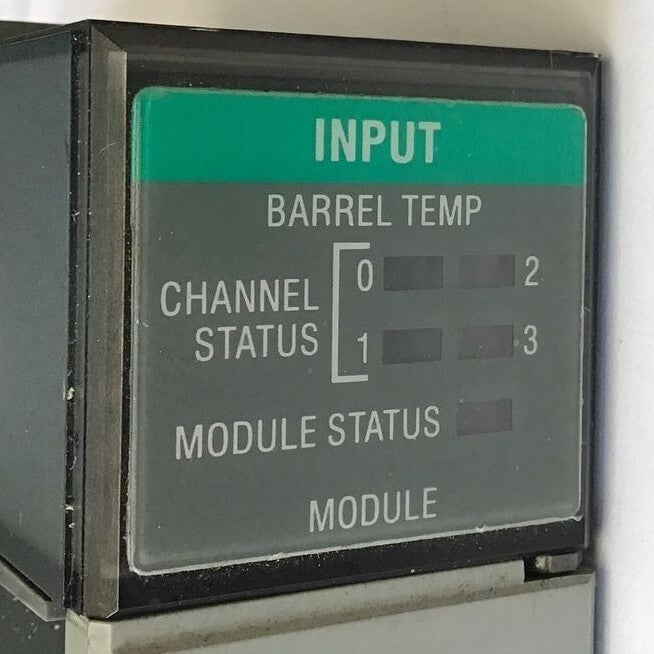 INPUT
BARREL TEMP
CHANNEL STATUS
0 2
1 3
MODULE STATUS
MODULE